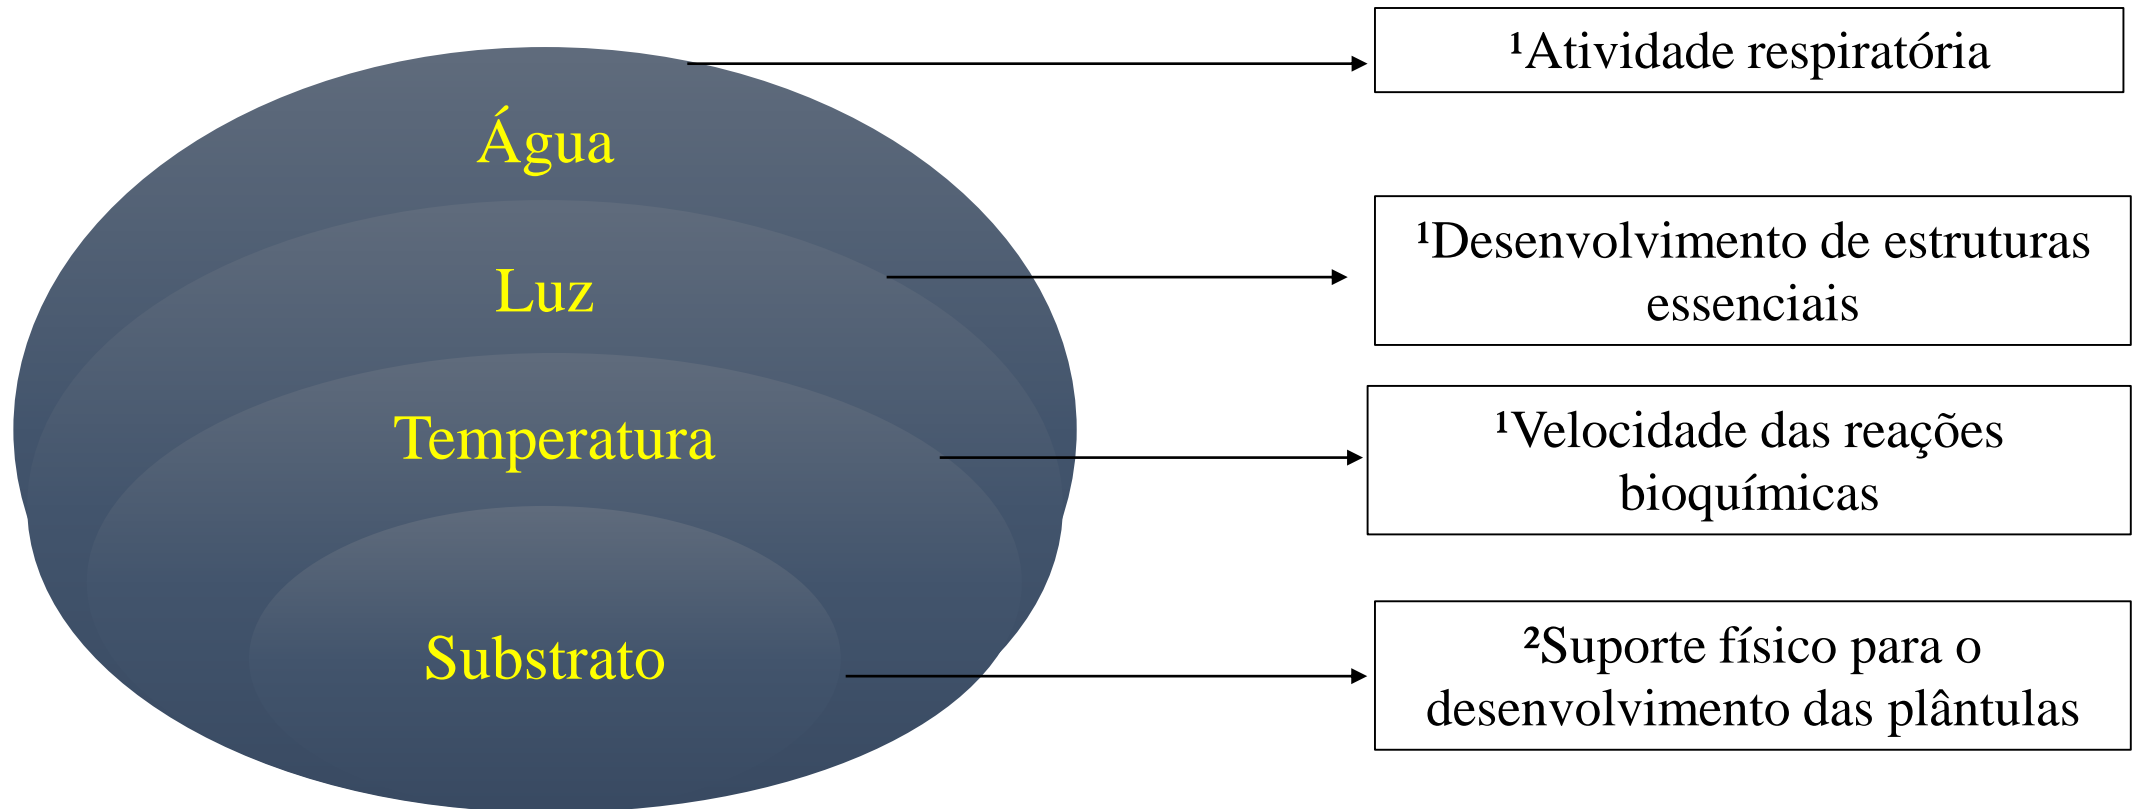 Água
¹Atividade respiratória
Luz
¹Desenvolvimento de estruturas
essenciais
Temperatura
¹Velocidade das reações
bioquímicas
Substrato
²Suporte físico para o
desenvolvimento das plântulas